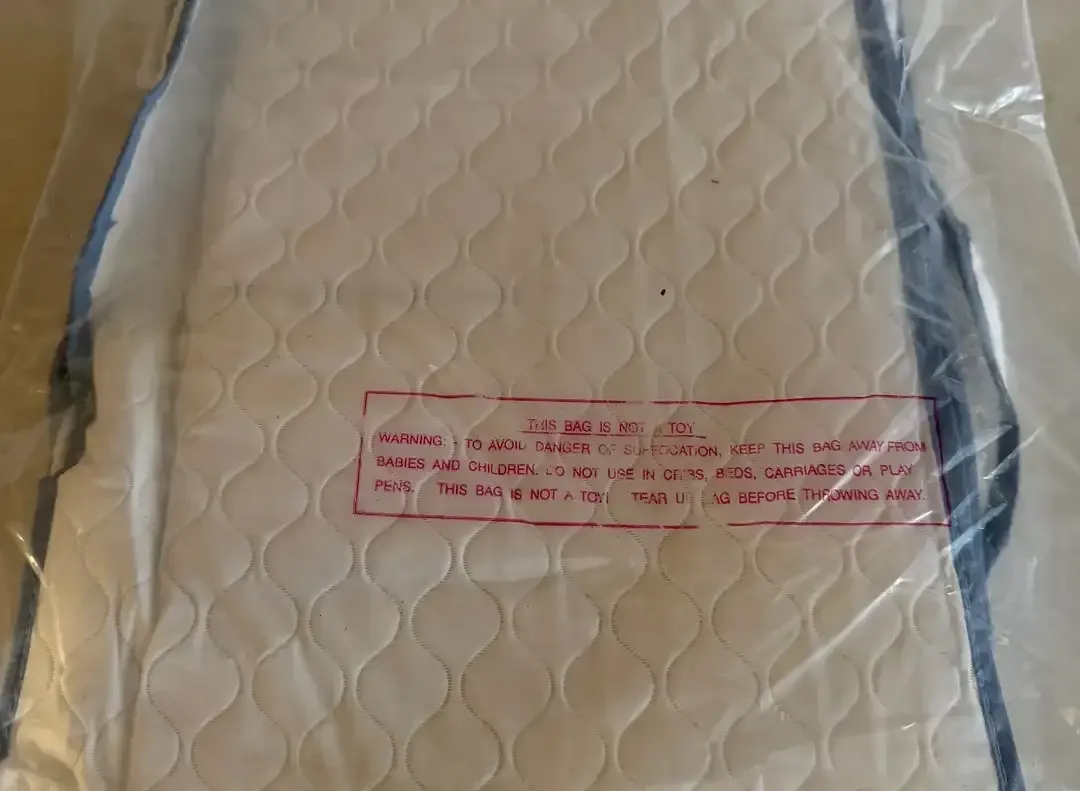 THIS BAG IS NOT A TOY
WARNING: - TO AVOID DANGER OF SUFFOCATION, KEEP THIS BAG AWAY FROM
BABIES AND CHILDREN. DO NOT USE IN CRIBS, BEDS, CARRIAGES OR PLAY
PENS. THIS BAG IS NOT A TOY! TEAR UP BAG BEFORE THROWING AWAY.